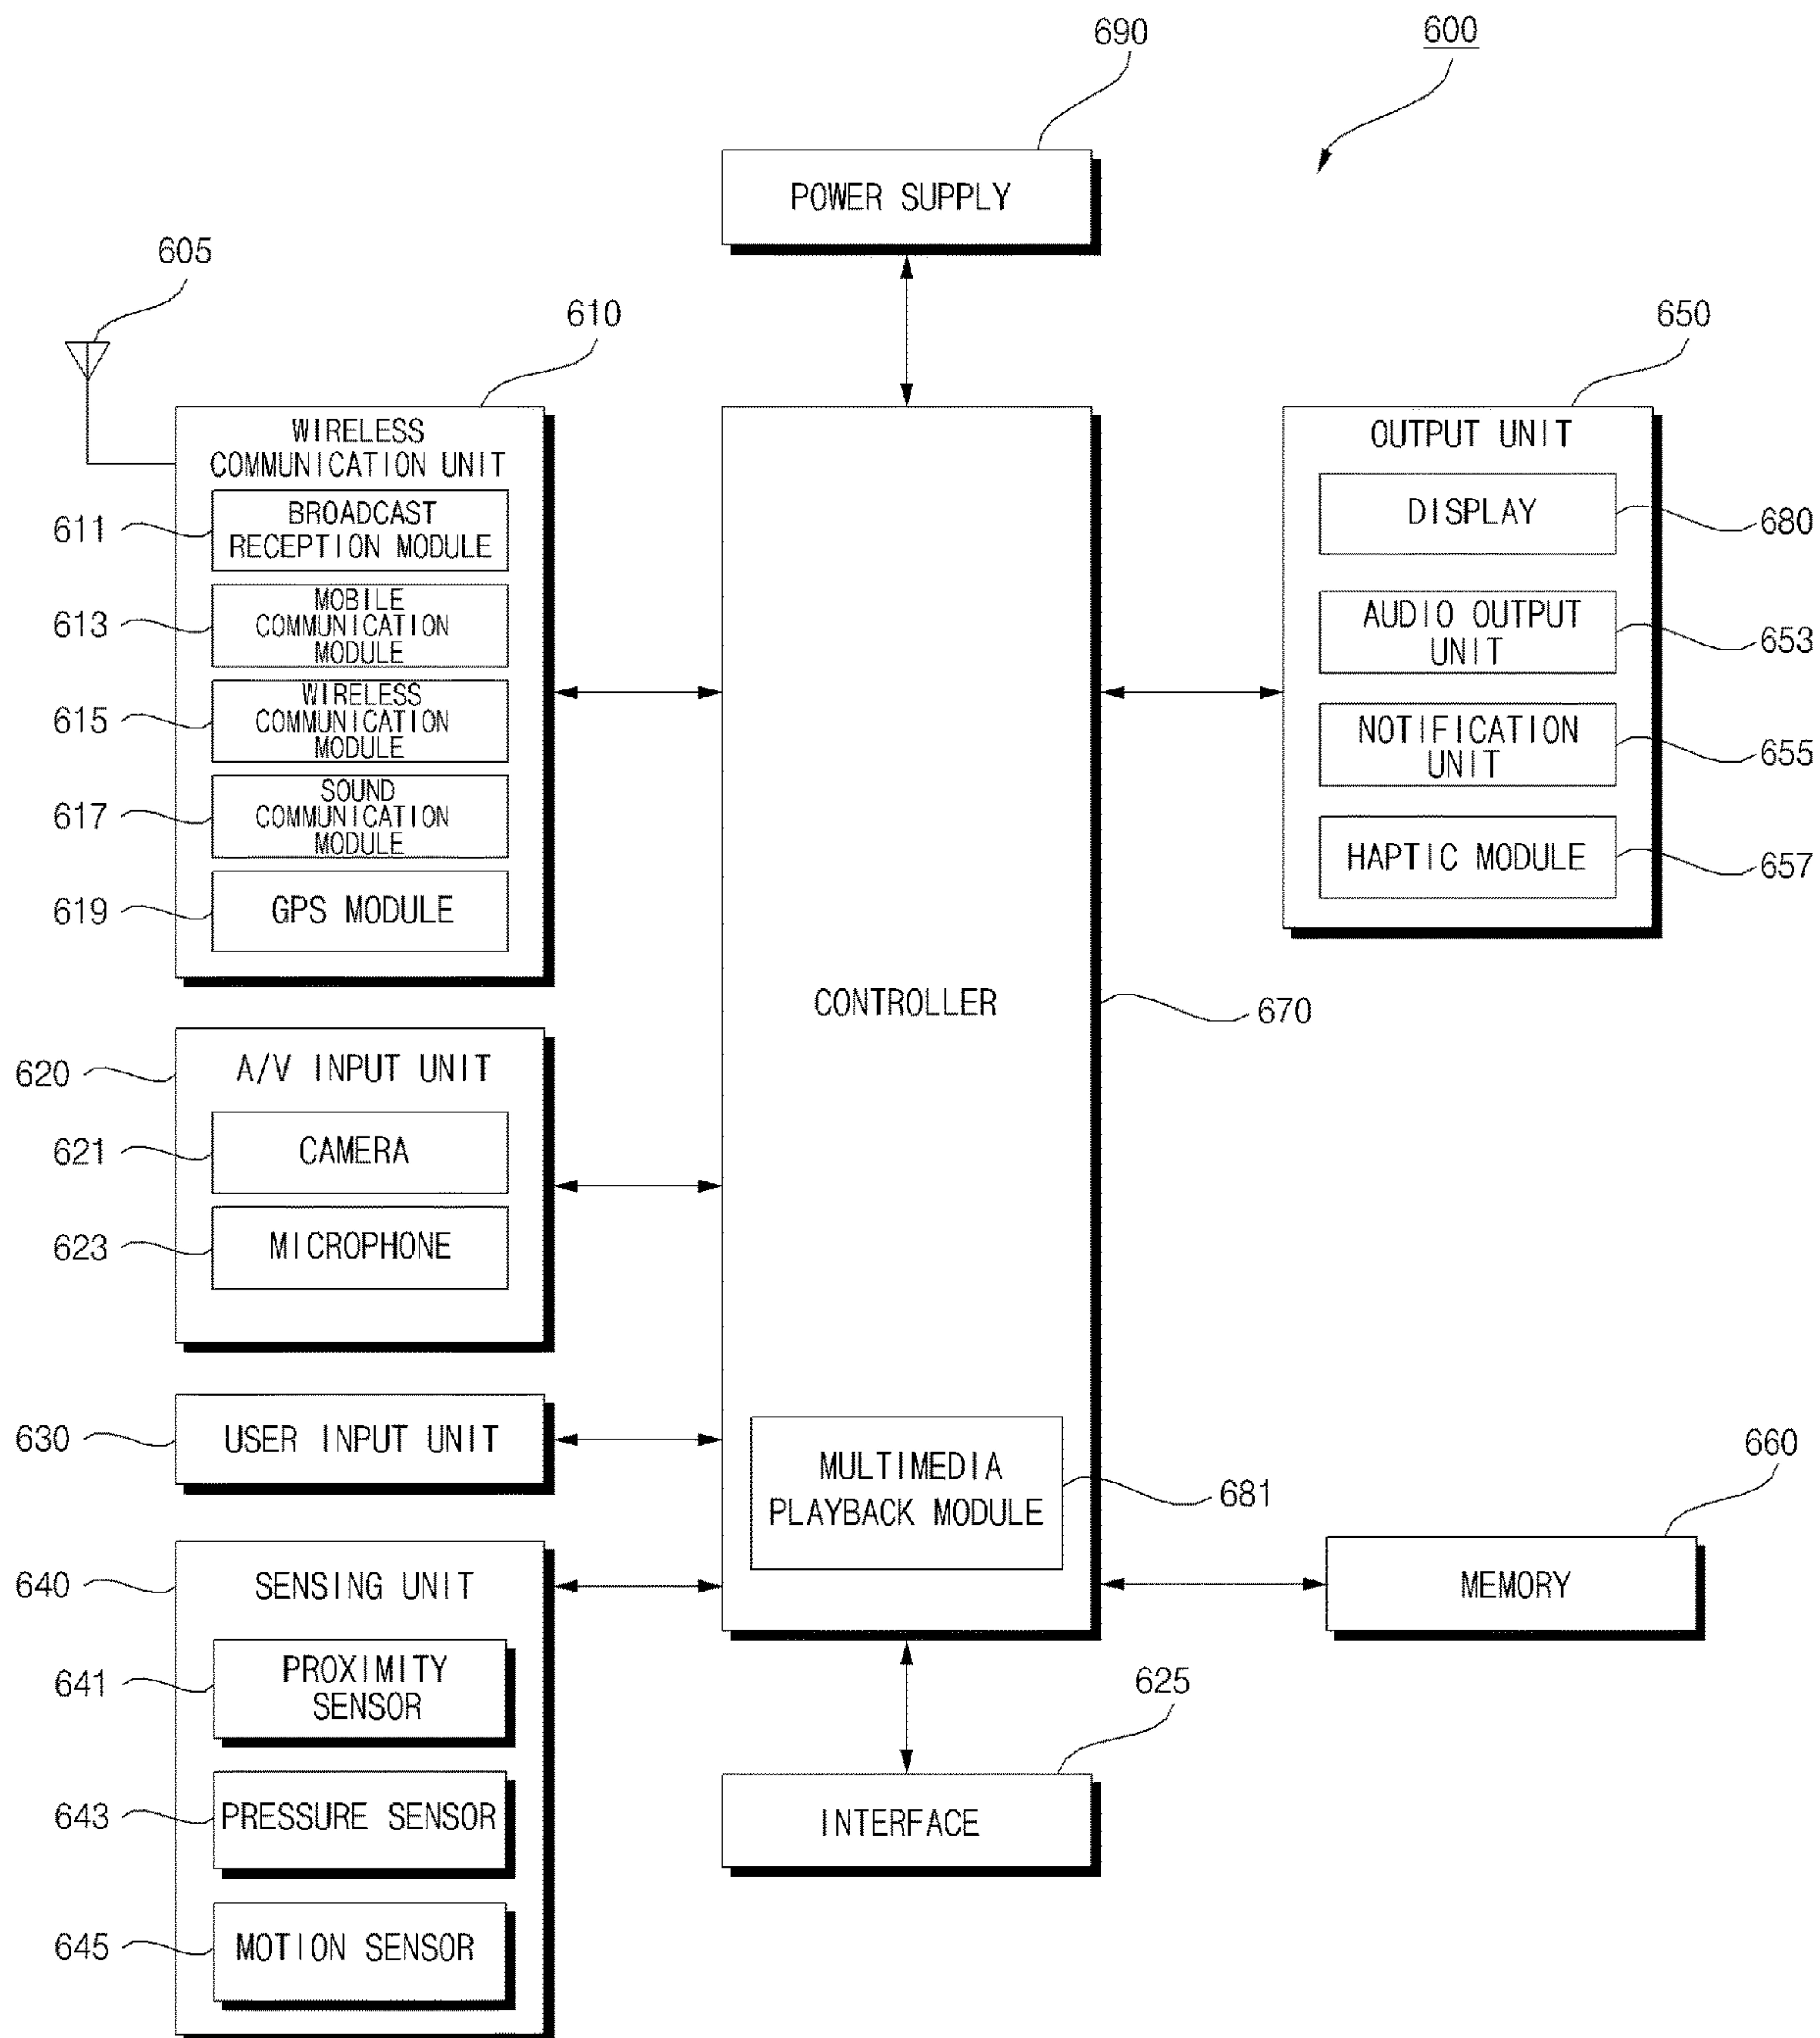 690
600
POWER SUPPLY
605
610
650
WIRELESS
COMMUNICATION UNIT
611
BROADCAST
RECEPTION MODULE
613
MOBILE
COMMUNICATION
MODULE
615
WIRELESS
COMMUNICATION
MODULE
617
SOUND
COMMUNICATION
MODULE
619
GPS MODULE
OUTPUT UNIT
DISPLAY
680
AUDIO OUTPUT
UNIT
653
NOTIFICATION
UNIT
655
HAPTIC MODULE
657
CONTROLLER
670
620
A/V INPUT UNIT
621
CAMERA
623
MICROPHONE
630
USER INPUT UNIT
MULTIMEDIA
PLAYBACK MODULE
681
660
MEMORY
640
SENSING UNIT
641
PROXIMITY
SENSOR
643
PRESSURE SENSOR
645
MOTION SENSOR
625
INTERFACE